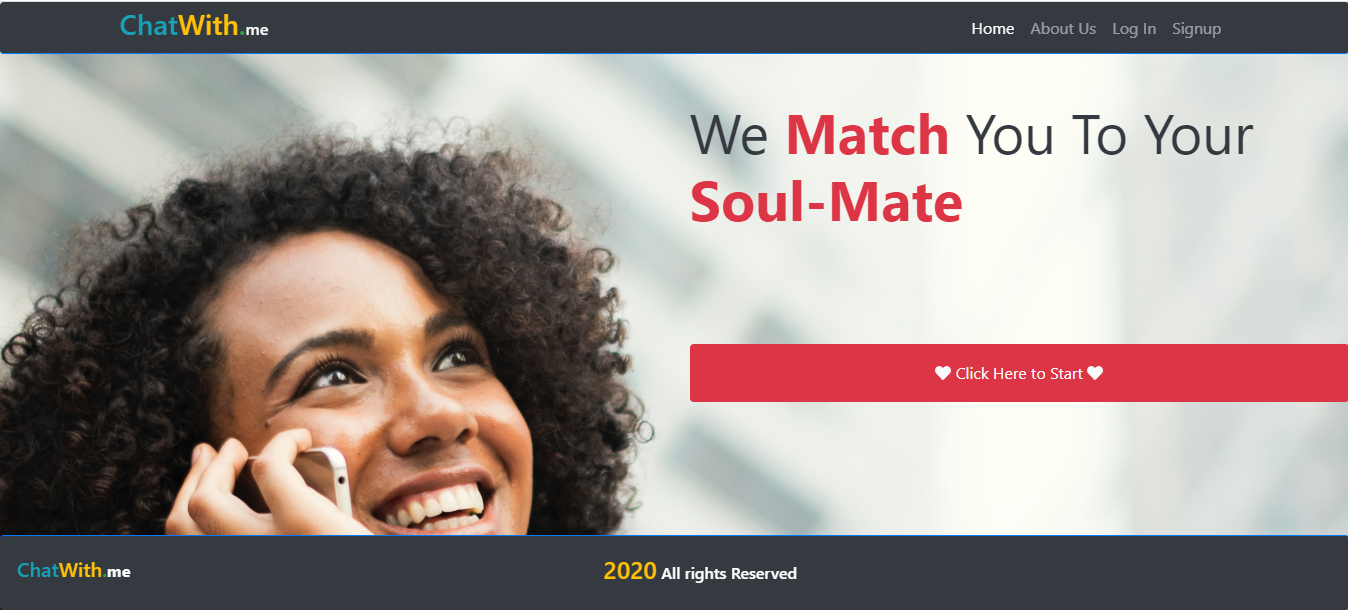 ChatWith.me Home About Us Log In Signup
We Match You To Your
Soul-Mate
Click Here to Start
ChatWith.me 2020 All rights Reserved